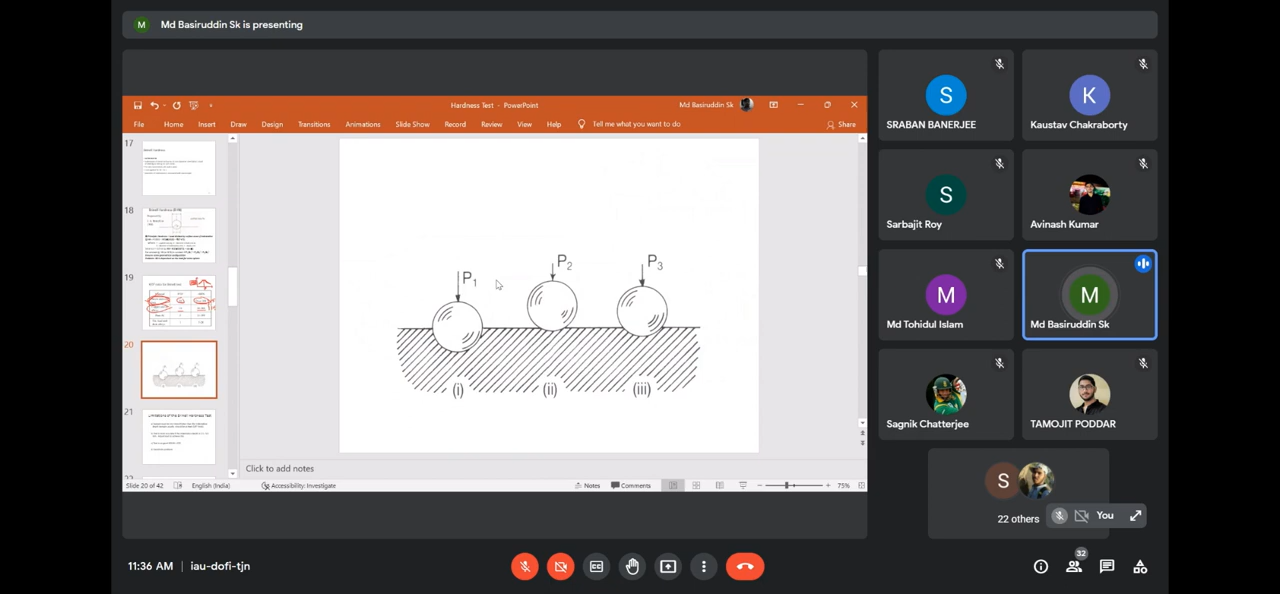 M Md Basiruddin Sk is presenting
Hardness Test - PowerPoint
Md Basiruddin Sk
File Home Insert Draw Design Transitions Animations Slide Show Record Review View Help Tell me what you want to do Share
17
18
19
20
21
P1 P2 P3
(i) (ii) (iii)
Click to add notes
Slide 20 of 42 English (India) Accessibility: Investigate Notes Comments 75%
S
SRABAN BANERJEE
K
Kaustav Chakraborty
S
Sarbajit Roy
Avinash Kumar
M
Md Tohidul Islam
M
Md Basiruddin Sk
Sagnik Chatterjee
TAMOJIT PODDAR
S
22 others
You
11:36 AM | iau-dofi-tjn
CC
32